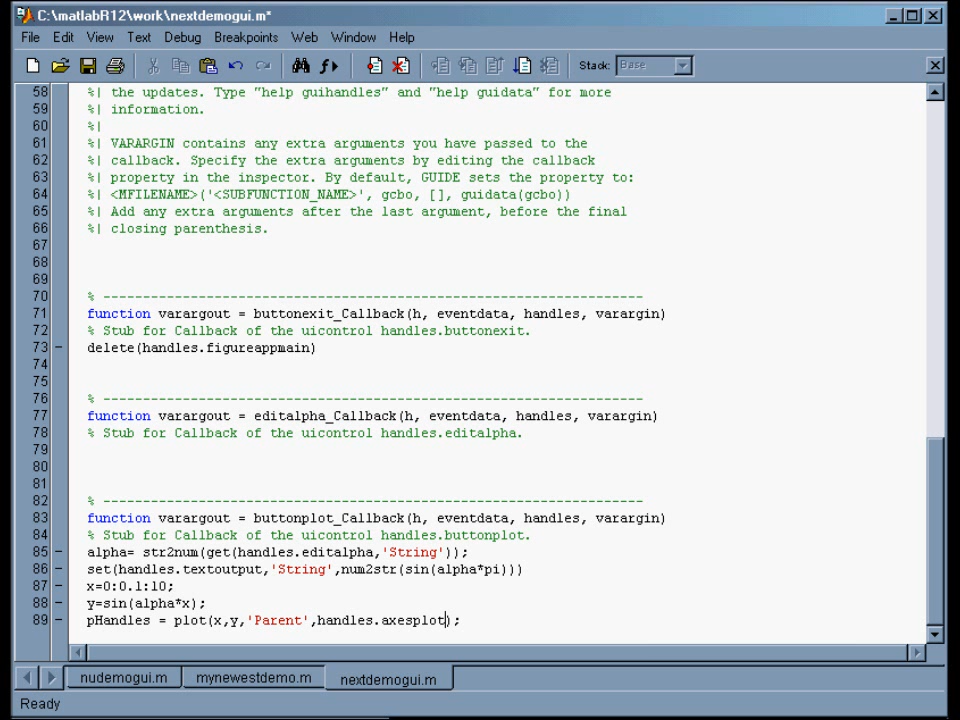 C:\matlabR12\work\nextdemogui.m*
File Edit View Text Debug Breakpoints Web Window Help
Stack: Base
58 %| the updates. Type "help guihandles" and "help guidata" for more
59 %| information.
60 %|
61 %| VARARGIN contains any extra arguments you have passed to the
62 %| callback. Specify the extra arguments by editing the callback
63 %| property in the inspector. By default, GUIDE sets the property to:
64 %| <MFILENAME>('<SUBFUNCTION_NAME>', gcbo, [], guidata(gcbo))
65 %| Add any extra arguments after the last argument, before the final
66 %| closing parenthesis.
67
68
69
70 % --------------------------------------------------------------------
71 function varargout = buttonexit_Callback(h, eventdata, handles, varargin)
72 % Stub for Callback of the uicontrol handles.buttonexit.
73 – delete(handles.figureappmain)
74
75
76 % --------------------------------------------------------------------
77 function varargout = editalpha_Callback(h, eventdata, handles, varargin)
78 % Stub for Callback of the uicontrol handles.editalpha.
79
80
81
82 % --------------------------------------------------------------------
83 function varargout = buttonplot_Callback(h, eventdata, handles, varargin)
84 % Stub for Callback of the uicontrol handles.buttonplot.
85 – alpha= str2num(get(handles.editalpha,'String'));
86 – set(handles.textoutput,'String',num2str(sin(alpha*pi)))
87 – x=0:0.1:10;
88 – y=sin(alpha*x);
89 – pHandles = plot(x,y,'Parent',handles.axesplot);
nudemogui.m mynewestdemo.m nextdemogui.m
Ready